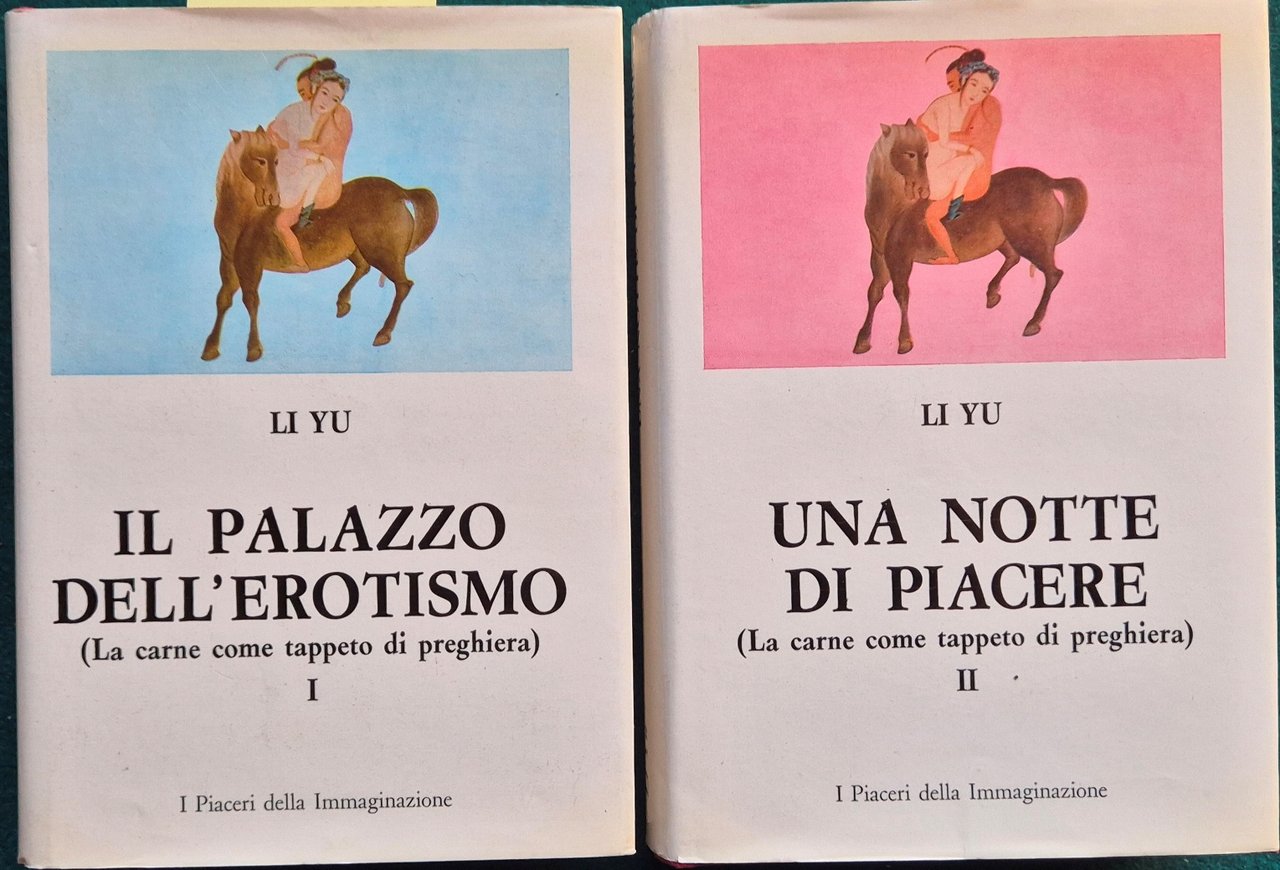 LI YU
IL PALAZZO
DELL'EROTISMO
(La carne come tappeto di preghiera)
I
I Piaceri della Immaginazione
LI YU
UNA NOTTE
DI PIACERE
(La carne come tappeto di preghiera)
II
I Piaceri della Immaginazione